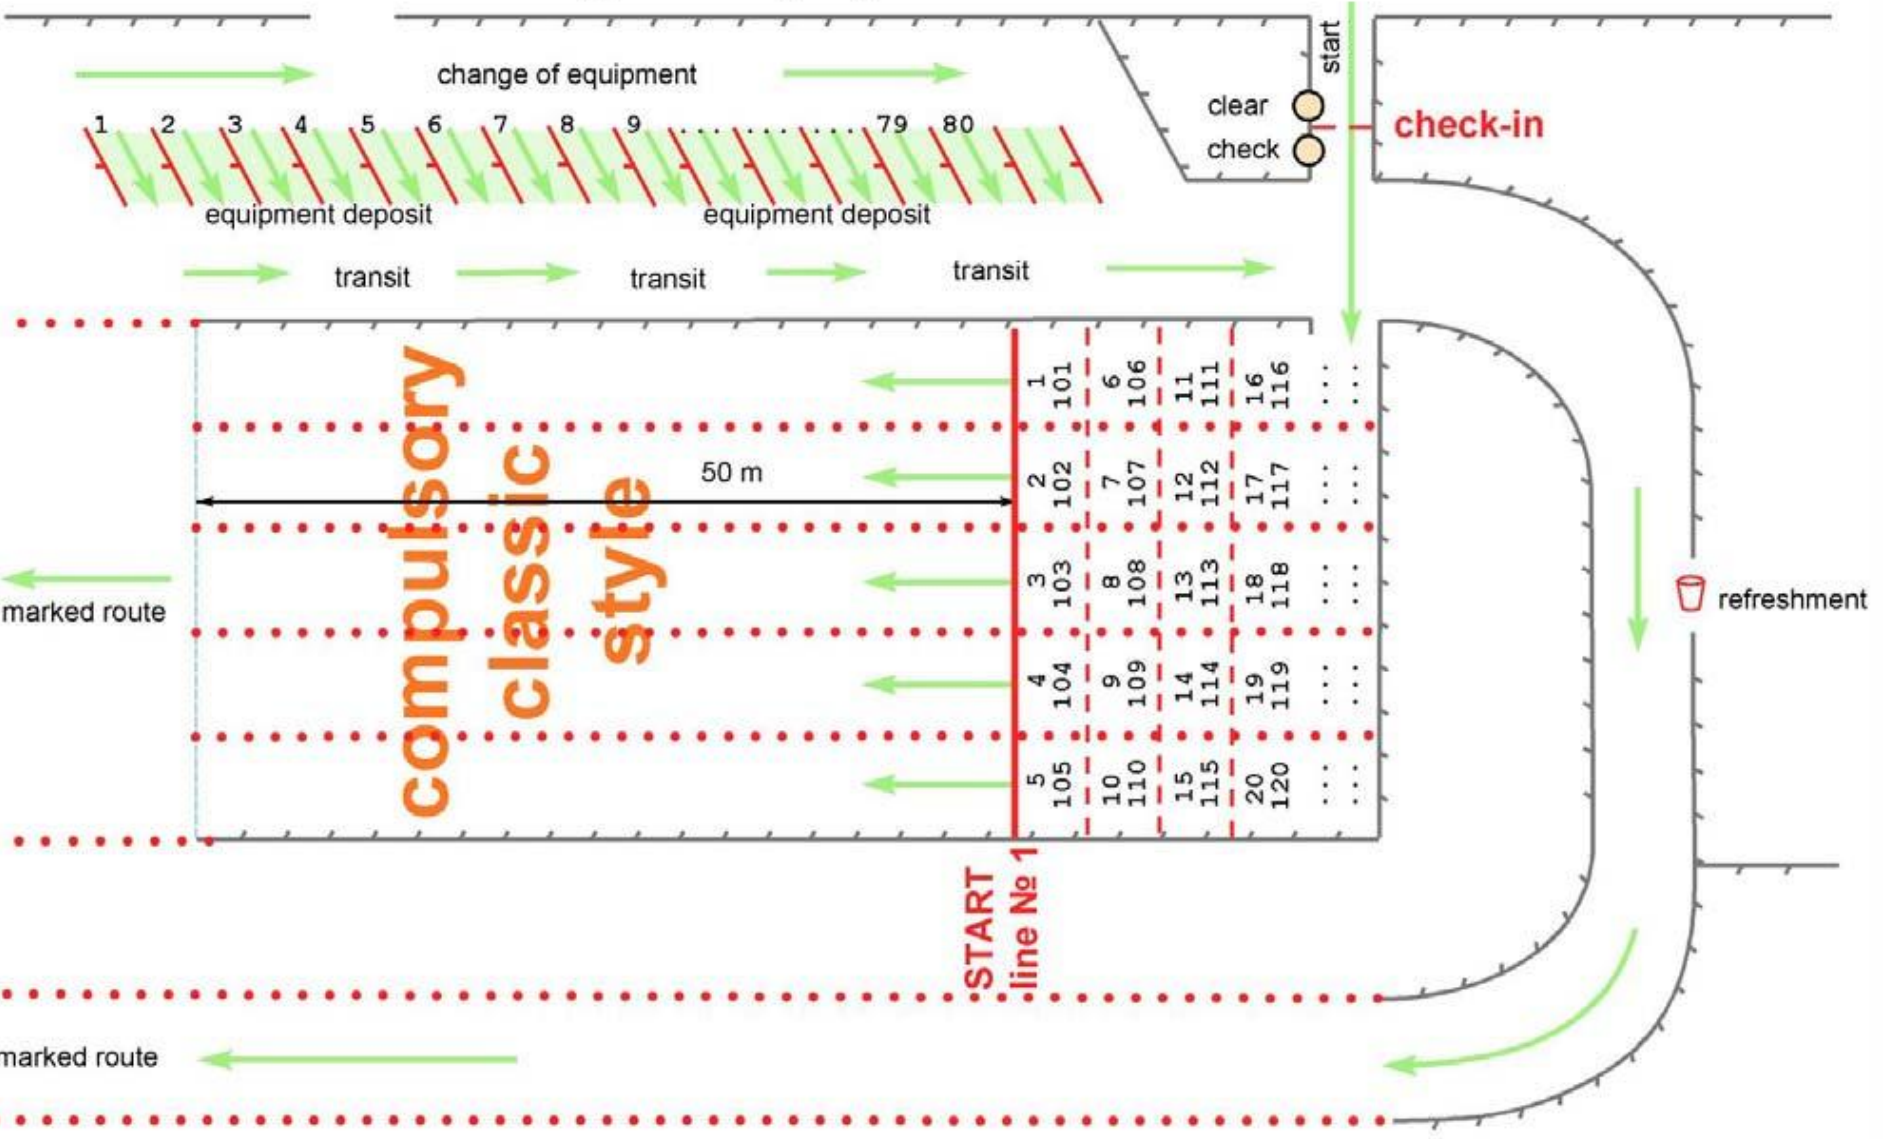 start
change of equipment
clear
check-in
check
1 2 3 4 5 6 7 8 9 .... .... .... 79 80
equipment deposit equipment deposit
transit transit transit
compulsory
classic
style
50 m
1 101 6 106 11 111 16 116 .... ....
2 102 7 107 12 112 17 117 .... ....
3 103 8 108 13 113 18 118 .... ....
4 104 9 109 14 114 19 119 .... ....
5 105 10 110 15 115 20 120 .... ....
marked route
refreshment
START
line № 1
marked route